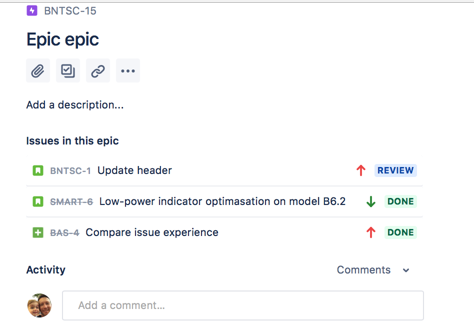 BNTSC-15
Epic epic
Add a description...
Issues in this epic
BNTSC-1 Update header REVIEW
SMART-6 Low-power indicator optimasation on model B6.2 DONE
BAS-4 Compare issue experience DONE
Activity Comments
Add a comment...